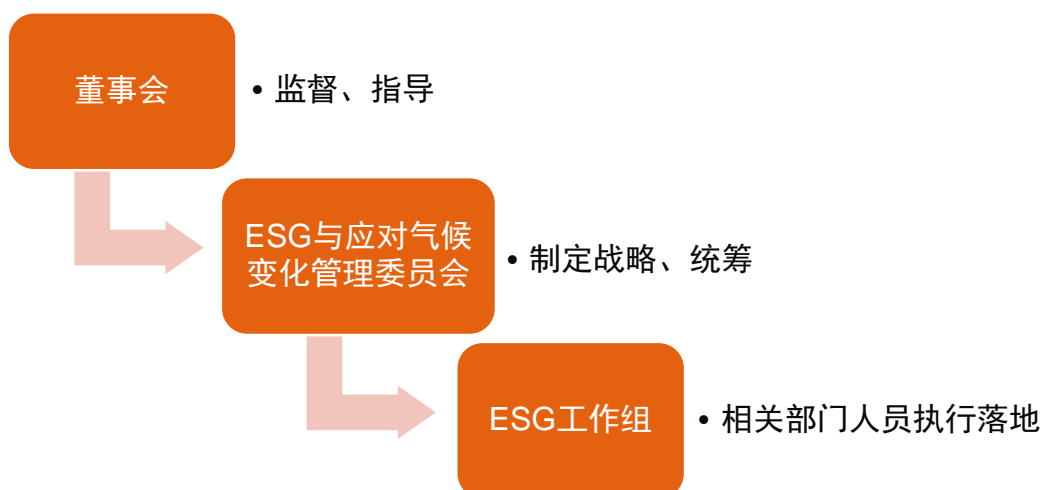 董事会
• 监督、指导
ESG与应对气候
变化管理委员会
• 制定战略、统筹
ESG工作组
• 相关部门人员执行落地